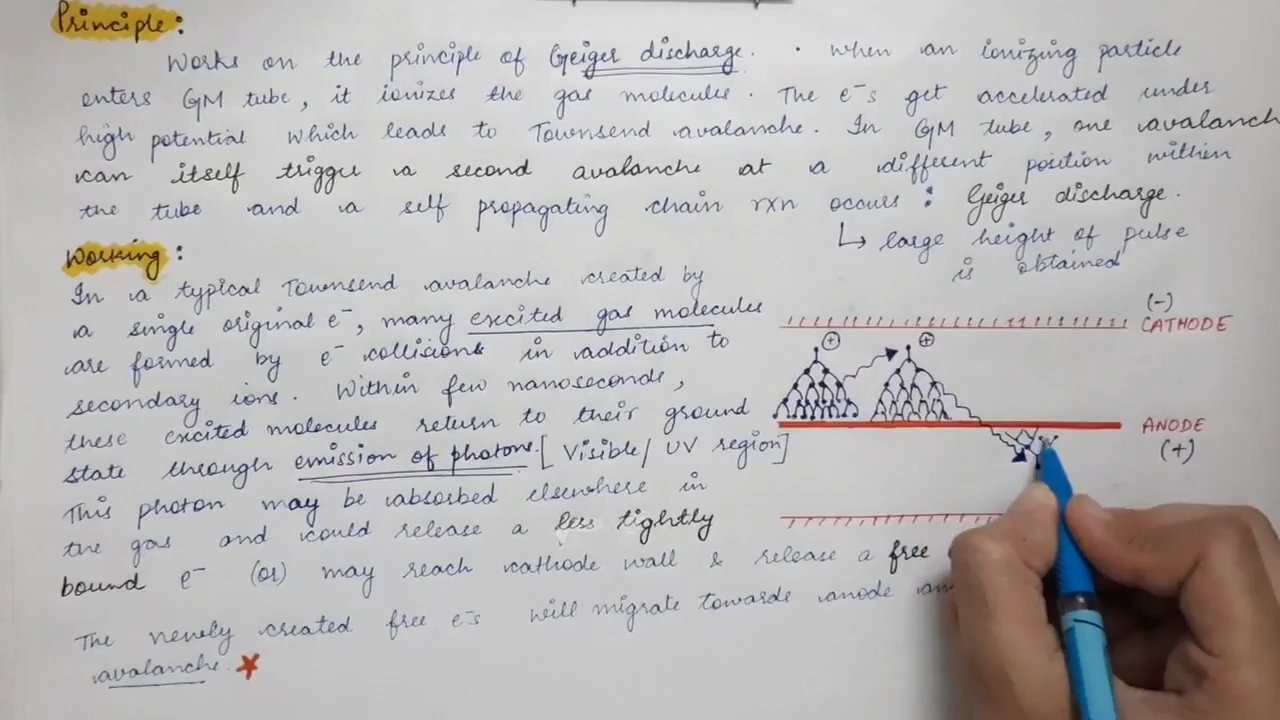 Principle:
Works on the principle of Geiger discharge. • When an ionizing particle
enters GM tube, it ionizes the gas molecules. The e⁻s get accelerated under
high potential which leads to Townsend avalanche. In GM tube, one avalanch
can itself trigger a second avalanche at a different position within
the tube and a self propagating chain rxn occurs: Geiger discharge.
↳ large height of pulse
is obtained
Working:
In a typical Townsend avalanche created by
a single original e⁻, many excited gas molecules
are formed by e⁻ collisions in addition to
secondary ions. Within few nanoseconds,
these excited molecules return to their ground
state through emission of photons. [Visible/ UV region]
This photon may be absorbed elsewhere in
the gas and could release a less tightly
bound e⁻ (or) may reach cathode wall & release a free
The newly created free e⁻s will migrate towards anode
avalanche.
(-)
CATHODE
+
+
ANODE
(+)